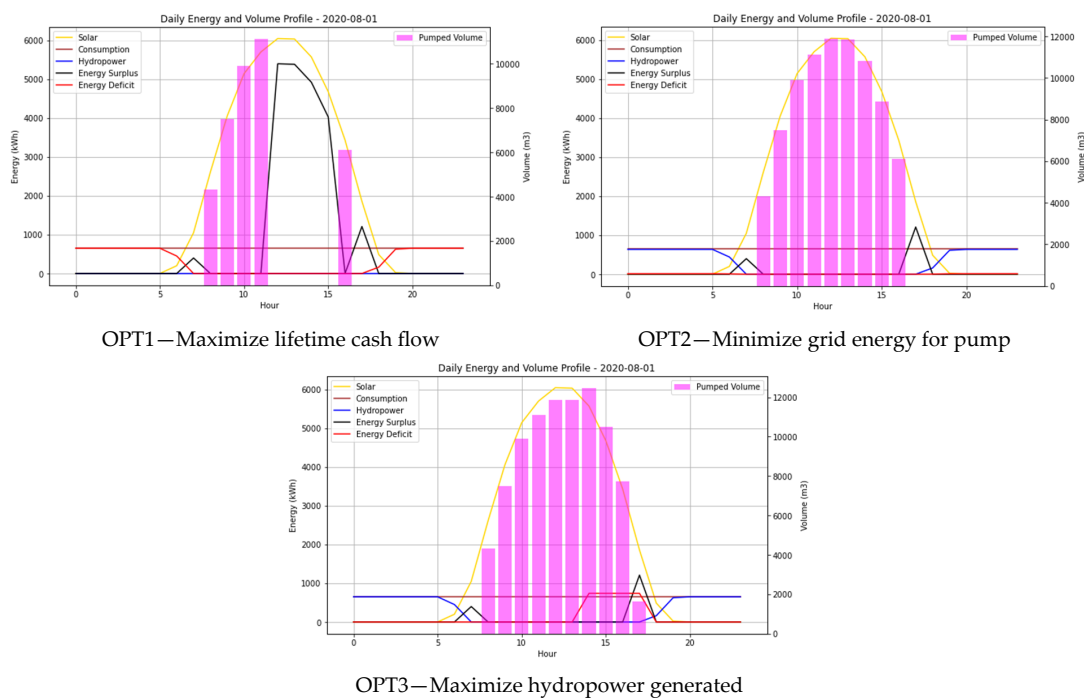 Daily Energy and Volume Profile - 2020-08-01
Solar
Consumption
Hydropower
Energy Surplus
Energy Deficit
Pumped Volume
6000
5000
4000
3000
2000
1000
0
Energy (kWh)
10000
8000
6000
4000
2000
0
Volume (m3)
0 5 10 15 20
Hour
OPT1—Maximize lifetime cash flow
Daily Energy and Volume Profile - 2020-08-01
Solar
Consumption
Hydropower
Energy Surplus
Energy Deficit
Pumped Volume
6000
5000
4000
3000
2000
1000
0
Energy (kWh)
12000
10000
8000
6000
4000
2000
0
Volume (m3)
0 5 10 15 20
Hour
OPT2—Minimize grid energy for pump
Daily Energy and Volume Profile - 2020-08-01
Solar
Consumption
Hydropower
Energy Surplus
Energy Deficit
Pumped Volume
6000
5000
4000
3000
2000
1000
0
Energy (kWh)
12000
10000
8000
6000
4000
2000
0
Volume (m3)
0 5 10 15 20
Hour
OPT3—Maximize hydropower generated